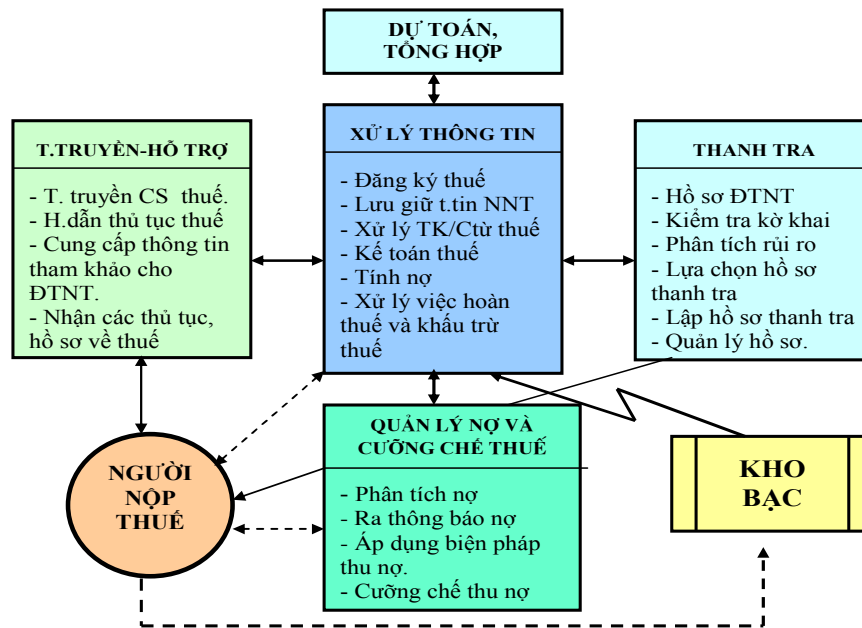 DỰ TOÁN,
TỔNG HỢP
T.TRUYỀN-HỖ TRỢ
- T. truyền CS thuế.
- H.dẫn thủ tục thuế
- Cung cấp thông tin
tham khảo cho
ĐTNT.
- Nhận các thủ tục,
hồ sơ về thuế
XỬ LÝ THÔNG TIN
- Đăng ký thuế
- Lưu giữ t.tin NNT
- Xử lý TK/Ctừ thuế
- Kế toán thuế
- Tính nợ
- Xử lý việc hoàn
thuế và khấu trừ
thuế
THANH TRA
- Hồ sơ ĐTNT
- Kiểm tra kờ khai
- Phân tích rủi ro
- Lựa chọn hồ sơ
thanh tra
- Lập hồ sơ thanh tra
- Quản lý hồ sơ.
NGƯỜI
NỘP
THUẾ
QUẢN LÝ NỢ VÀ
CƯỠNG CHẾ THUẾ
- Phân tích nợ
- Ra thông báo nợ
- Áp dụng biện pháp
thu nợ.
- Cưỡng chế thu nợ
KHO
BẠC